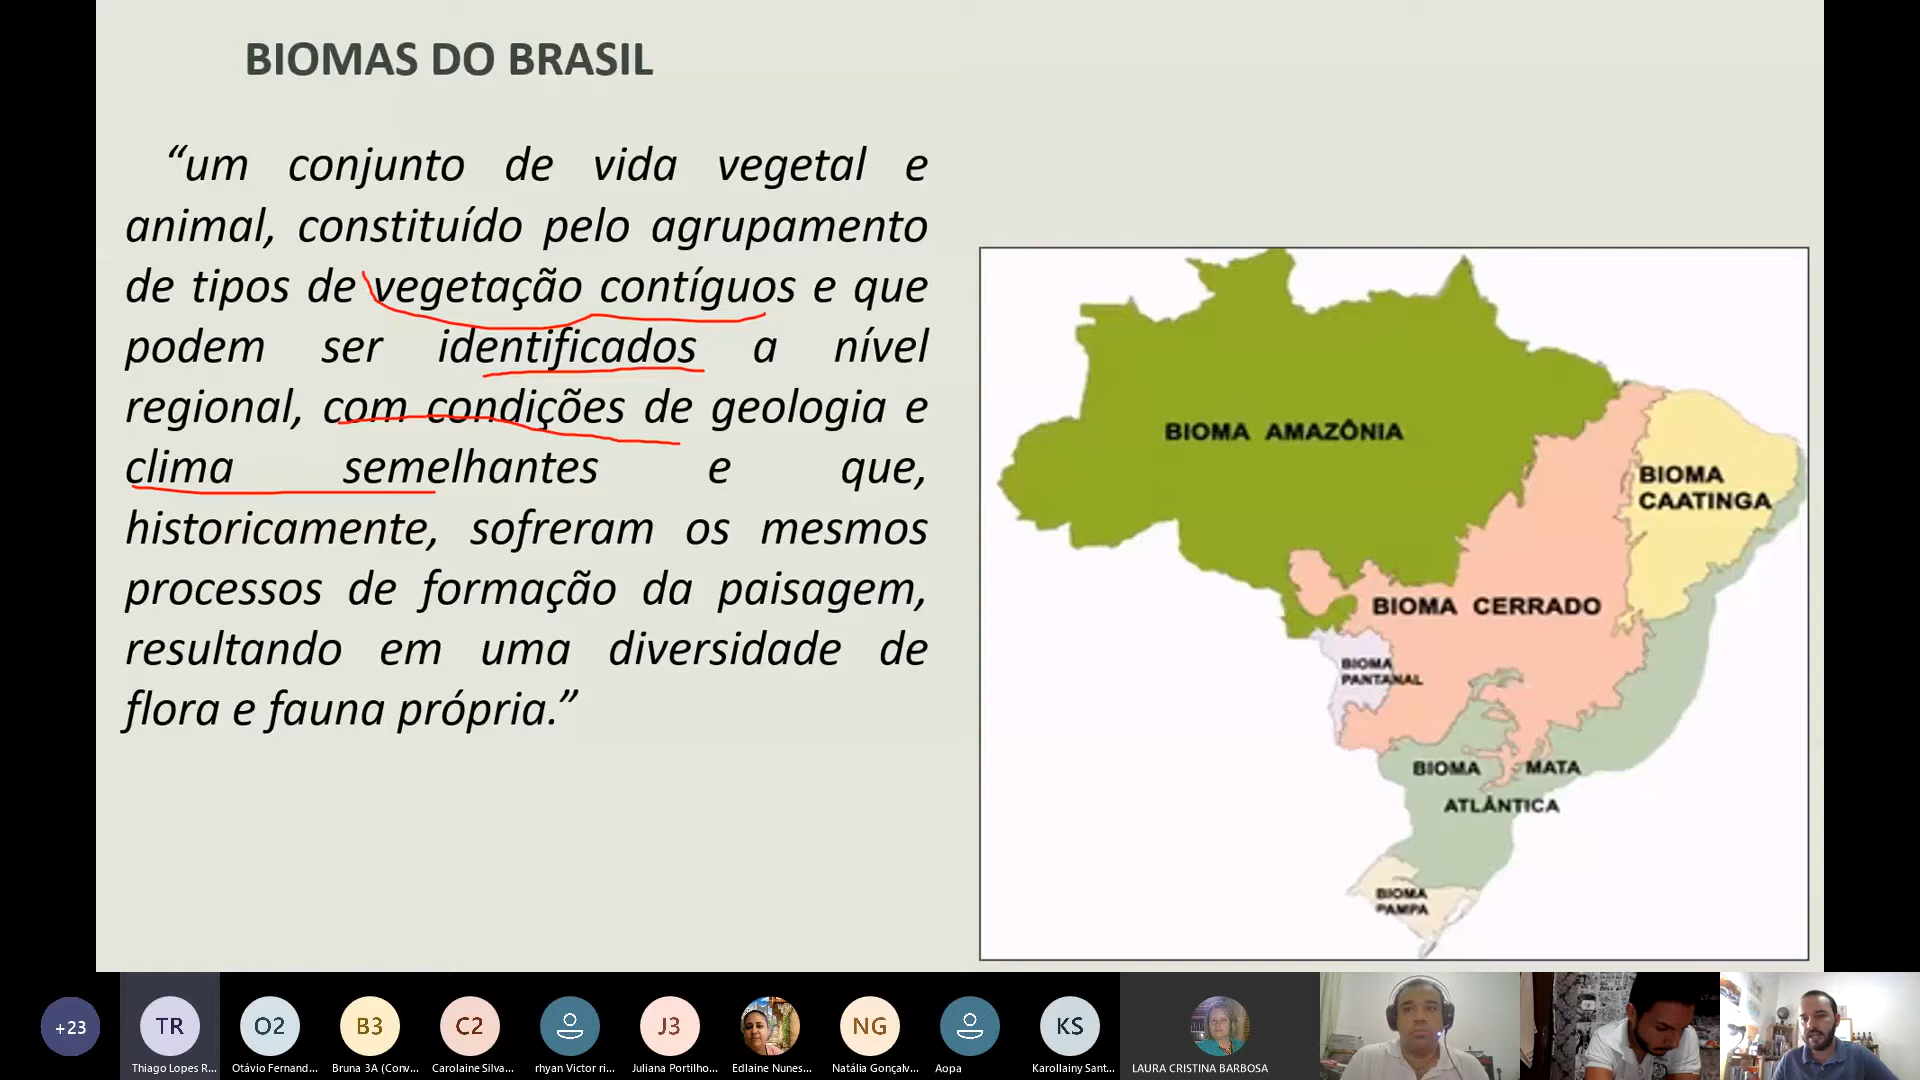 BIOMAS DO BRASIL
“um conjunto de vida vegetal e
animal, constituído pelo agrupamento
de tipos de vegetação contíguos e que
podem ser identificados a nível
regional, com condições de geologia e
clima semelhantes e que,
historicamente, sofreram os mesmos
processos de formação da paisagem,
resultando em uma diversidade de
flora e fauna própria.”
BIOMA AMAZÔNIA
BIOMA
CAATINGA
BIOMA CERRADO
BIOMA
PANTANAL
BIOMA MATA
ATLÂNTICA
BIOMA
PAMPA
+23
TR
O2
B3
C2
J3
NG
KS
Thiago Lopes R...
Otávio Fernand...
Bruna 3A (Conv...
Carolaine Silva...
rhyan Victor ri...
Juliana Portilho...
Edlaine Nunes...
Natália Gonçalv...
Aopa
Karollainy Sant...
LAURA CRISTINA BARBOSA